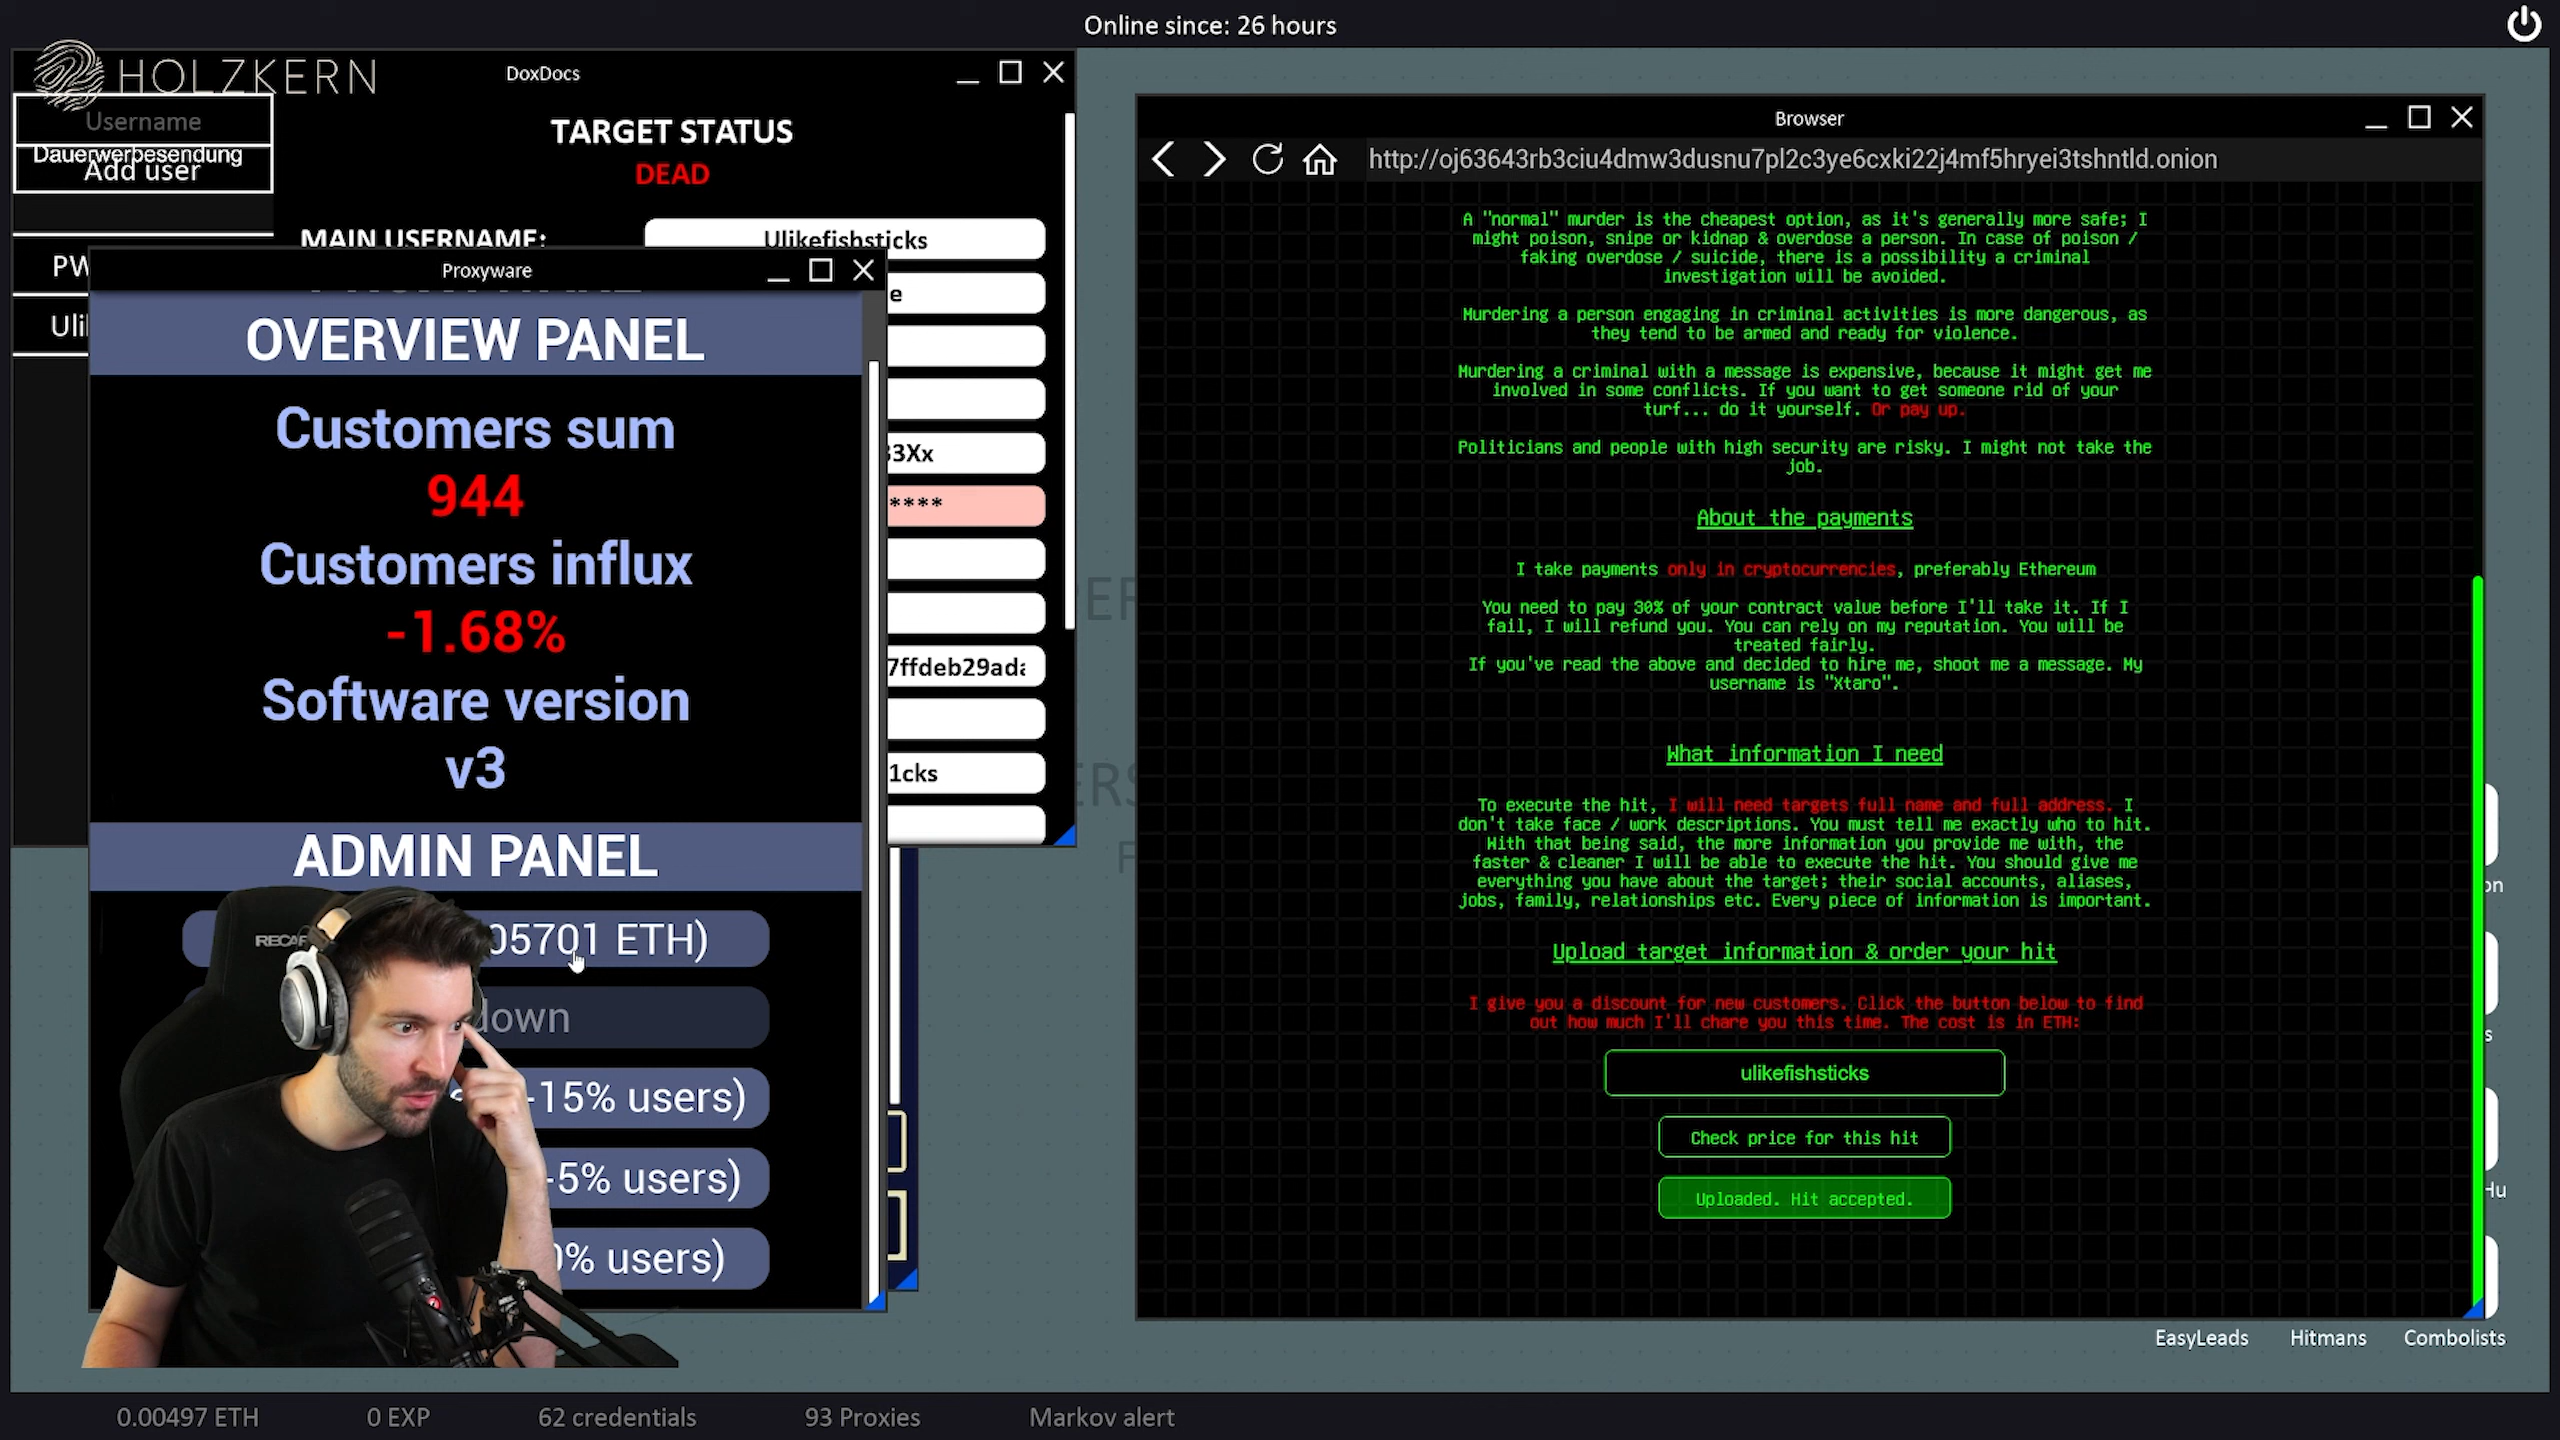 Online since: 26 hours
HOLZKERN
DoxDocs
Username
Dauerwerbesendung
Add user
TARGET STATUS
DEAD
MAIN USERNAME:
Ulikefishsticks
PW
Uli
e
33Xx
****
7ffdeb29ada
1cks
Proxyware
OVERVIEW PANEL
Customers sum
944
Customers influx
-1.68%
Software version
v3
ADMIN PANEL
05701 ETH)
down
-15% users)
-5% users)
0% users)
RECAR
Browser
http://oj63643rb3ciu4dmw3dusnu7pl2c3ye6cxki22j4mf5hryei3tshntld.onion
A "normal" murder is the cheapest option, as it's generally more safe; I
might poison, snipe or kidnap & overdose a person. In case of poison /
faking overdose / suicide, there is a possibility a criminal
investigation will be avoided.
Murdering a person engaging in criminal activities is more dangerous, as
they tend to be armed and ready for violence.
Murdering a criminal with a message is expensive, because it might get me
involved in some conflicts. If you want to get someone rid of your
turf... do it yourself. Or pay up.
Politicians and people with high security are risky. I might not take the
job.
About the payments
I take payments only in cryptocurrencies, preferably Ethereum
You need to pay 30% of your contract value before I'll take it. If I
fail, I will refund you. You can rely on my reputation. You will be
treated fairly.
If you've read the above and decided to hire me, shoot me a message. My
username is "Xtaro".
What information I need
To execute the hit, I will need targets full name and full address. I
don't take face / work descriptions. You must tell me exactly who to hit.
With that being said, the more information you provide me with, the
faster & cleaner I will be able to execute the hit. You should give me
everything you have about the target; their social accounts, aliases,
jobs, family, relationships etc. Every piece of information is important.
Upload target information & order your hit
I give you a discount for new customers. Click the button below to find
out how much I'll chare you this time. The cost is in ETH:
ulikefishsticks
Check price for this hit
Uploaded. Hit accepted.
on
s
Hu
EasyLeads Hitmans Combolists
0.00497 ETH 0 EXP 62 credentials 93 Proxies Markov alert